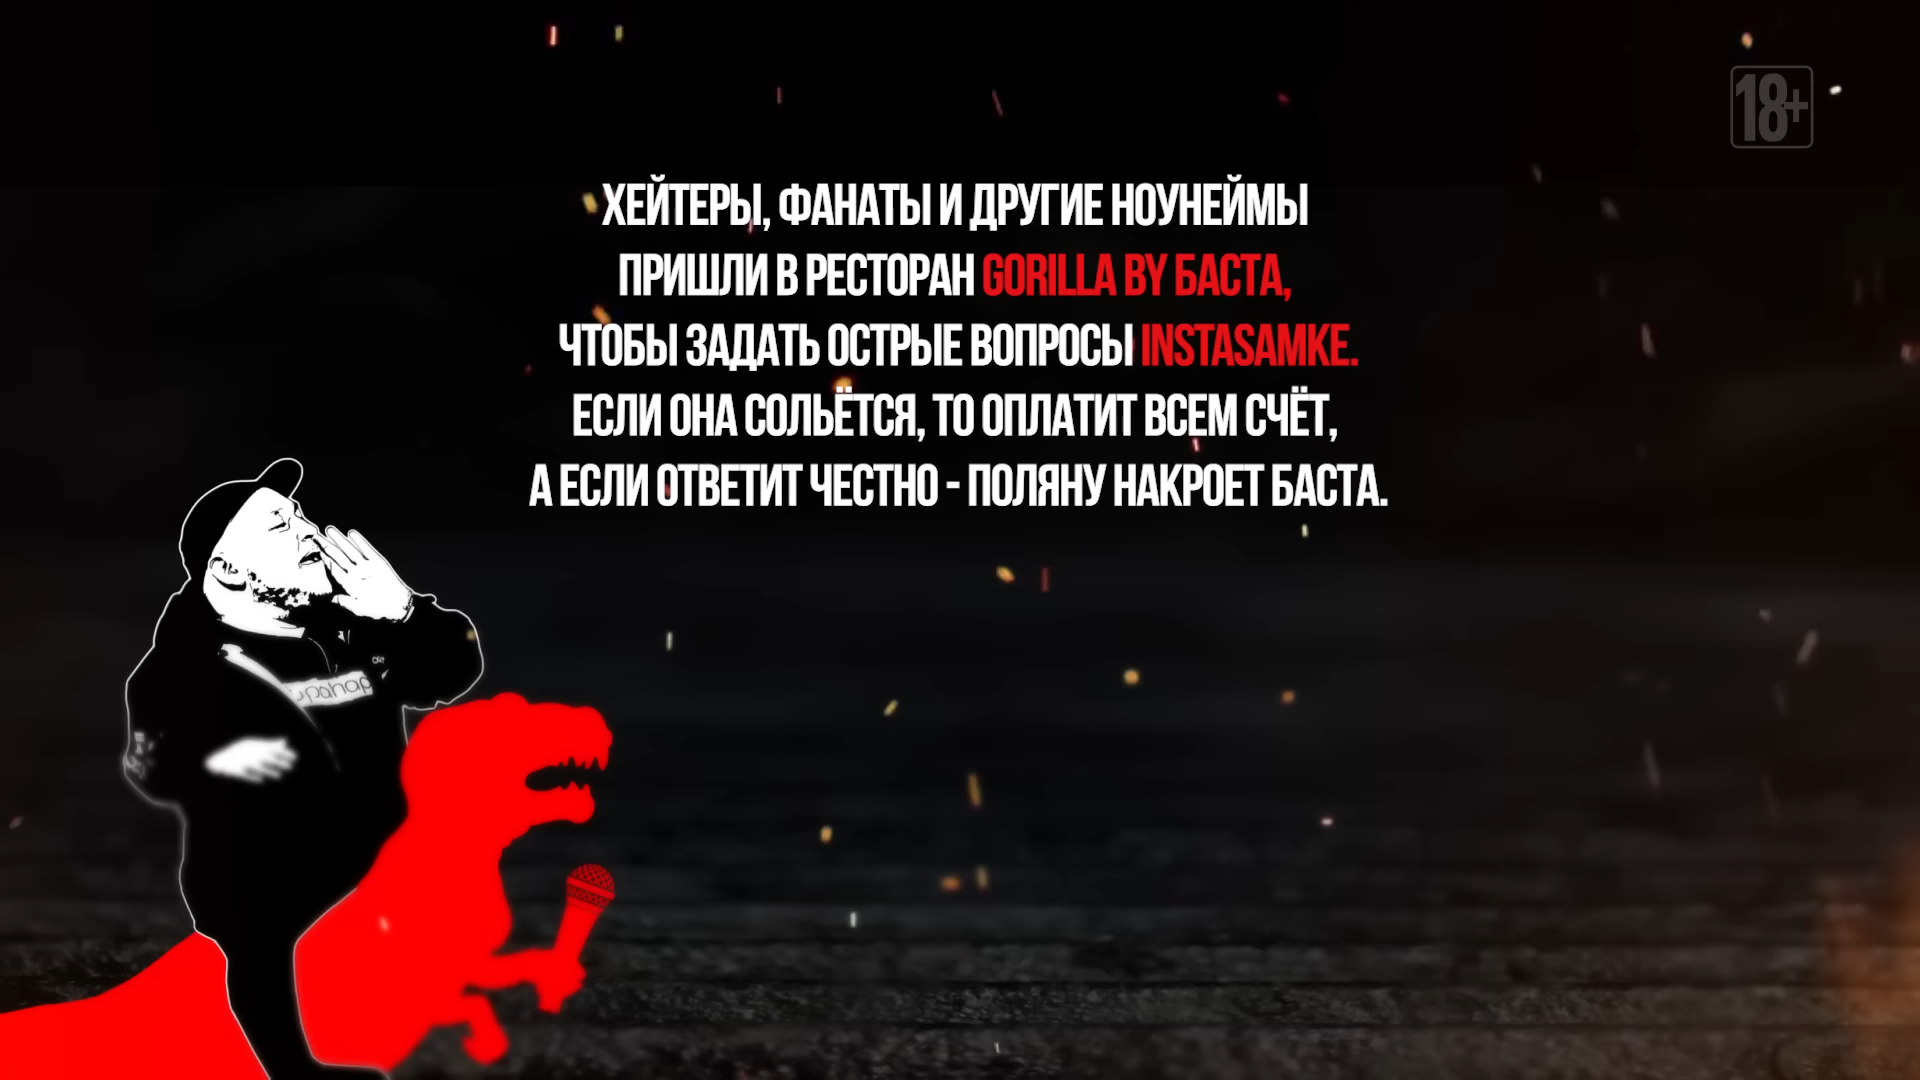 18+
ХЕЙТЕРЫ, ФАНАТЫ И ДРУГИЕ НОУНЕЙМЫ
ПРИШЛИ В РЕСТОРАН GORILLA BY БАСТА,
ЧТОБЫ ЗАДАТЬ ОСТРЫЕ ВОПРОСЫ INSTASAMKE.
ЕСЛИ ОНА СОЛЬЁТСЯ, ТО ОПЛАТИТ ВСЕМ СЧЁТ,
А ЕСЛИ ОТВЕТИТ ЧЕСТНО - ПОЛЯНУ НАКРОЕТ БАСТА.